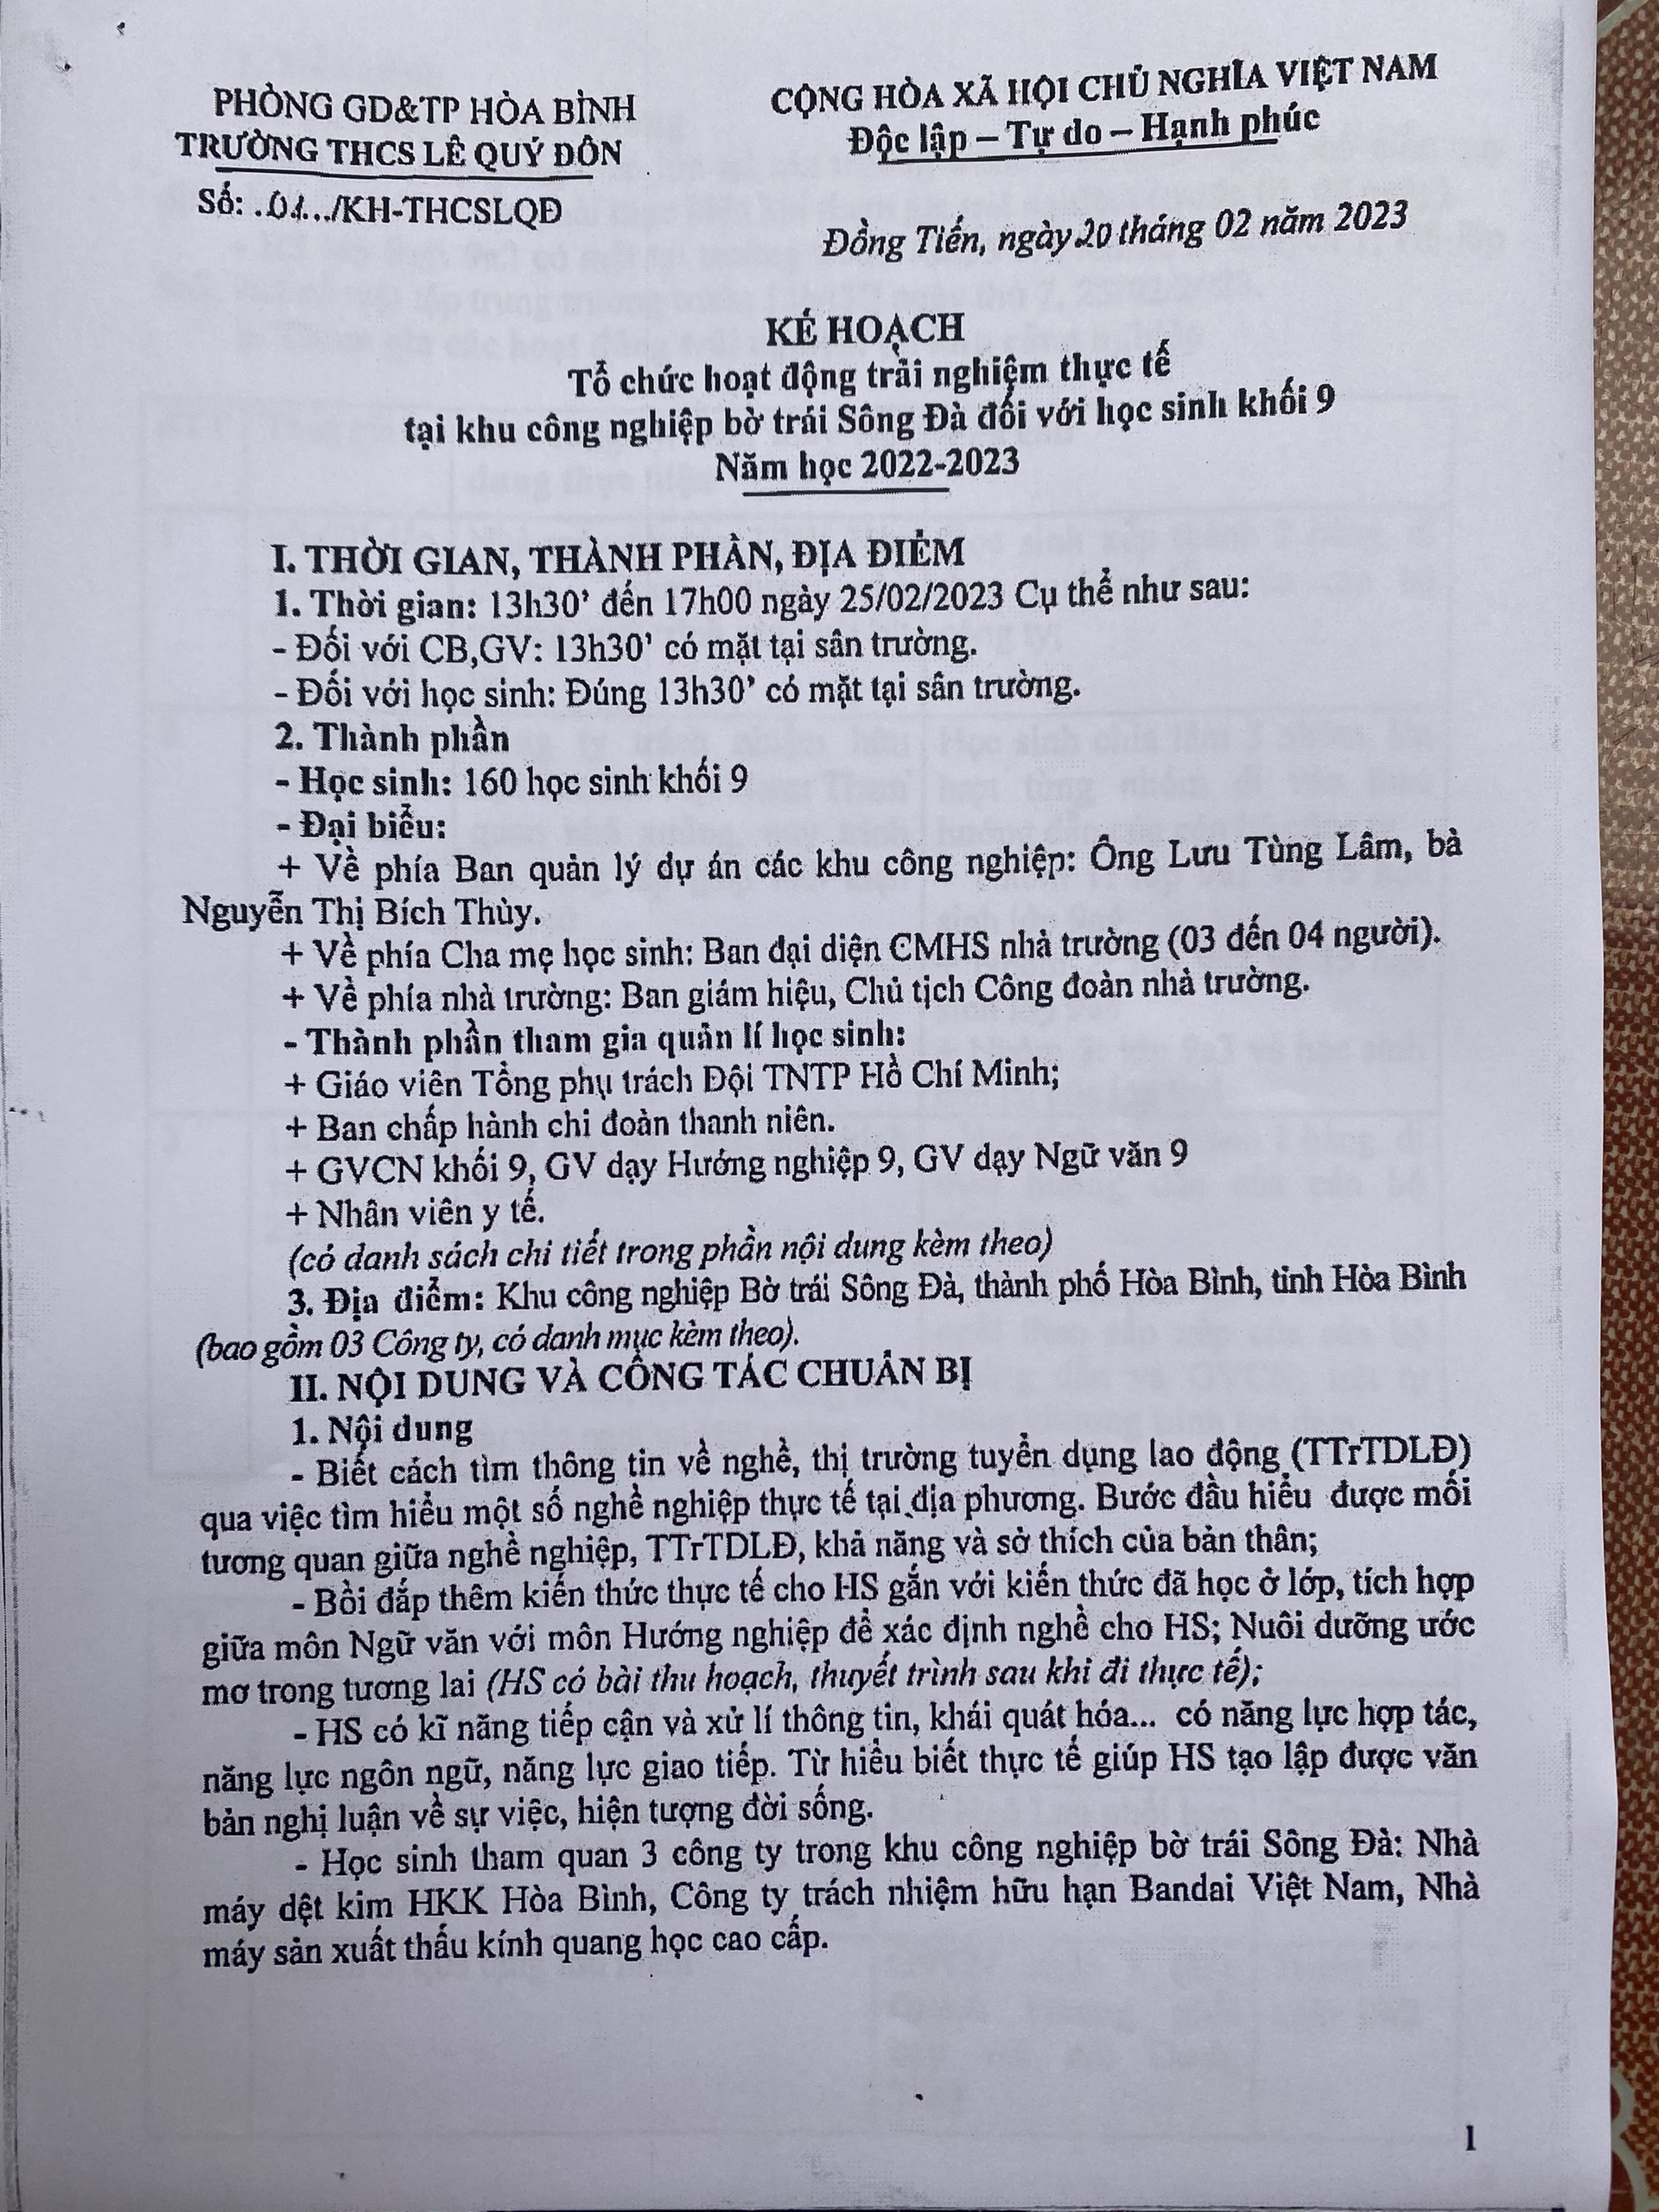 PHÒNG GD&TP HÒA BÌNH
TRƯỜNG THCS LÊ QUÝ ĐÔN
Số: .01../KH-THCSLQĐ
CỘNG HÒA XÃ HỘI CHỦ NGHĨA VIỆT NAM
Độc lập – Tự do – Hạnh phúc
Đồng Tiến, ngày 20 tháng 02 năm 2023
KẾ HOẠCH
Tổ chức hoạt động trải nghiệm thực tế
tại khu công nghiệp bờ trái Sông Đà đối với học sinh khối 9
Năm học 2022-2023
I. THỜI GIAN, THÀNH PHẦN, ĐỊA ĐIỂM
1. Thời gian: 13h30’ đến 17h00 ngày 25/02/2023 Cụ thể như sau:
- Đối với CB,GV: 13h30’ có mặt tại sân trường.
- Đối với học sinh: Đúng 13h30’ có mặt tại sân trường.
2. Thành phần
- Học sinh: 160 học sinh khối 9
- Đại biểu:
+ Về phía Ban quản lý dự án các khu công nghiệp: Ông Lưu Tùng Lâm, bà
Nguyễn Thị Bích Thùy.
+ Về phía Cha mẹ học sinh: Ban đại diện CMHS nhà trường (03 đến 04 người).
+ Về phía nhà trường: Ban giám hiệu, Chủ tịch Công đoàn nhà trường.
- Thành phần tham gia quản lí học sinh:
+ Giáo viên Tổng phụ trách Đội TNTP Hồ Chí Minh;
+ Ban chấp hành chi đoàn thanh niên.
+ GVCN khối 9, GV dạy Hướng nghiệp 9, GV dạy Ngữ văn 9
+ Nhân viên y tế.
(có danh sách chi tiết trong phần nội dung kèm theo)
3. Địa điểm: Khu công nghiệp Bờ trái Sông Đà, thành phố Hòa Bình, tỉnh Hòa Bình
(bao gồm 03 Công ty, có danh mục kèm theo).
II. NỘI DUNG VÀ CÔNG TÁC CHUẨN BỊ
1. Nội dung
- Biết cách tìm thông tin về nghề, thị trường tuyển dụng lao động (TTrTDLĐ)
qua việc tìm hiểu một số nghề nghiệp thực tế tại địa phương. Bước đầu hiểu được mối
tương quan giữa nghề nghiệp, TTrTDLĐ, khả năng và sở thích của bản thân;
- Bồi đắp thêm kiến thức thực tế cho HS gắn với kiến thức đã học ở lớp, tích hợp
giữa môn Ngữ văn với môn Hướng nghiệp để xác định nghề cho HS; Nuôi dưỡng ước
mơ trong tương lai (HS có bài thu hoạch, thuyết trình sau khi đi thực tế);
- HS có kĩ năng tiếp cận và xử lí thông tin, khái quát hóa... có năng lực hợp tác,
năng lực ngôn ngữ, năng lực giao tiếp. Từ hiểu biết thực tế giúp HS tạo lập được văn
bản nghị luận về sự việc, hiện tượng đời sống.
- Học sinh tham quan 3 công ty trong khu công nghiệp bờ trái Sông Đà: Nhà
máy dệt kim HKK Hòa Bình, Công ty trách nhiệm hữu hạn Bandai Việt Nam, Nhà
máy sản xuất thấu kính quang học cao cấp.
1